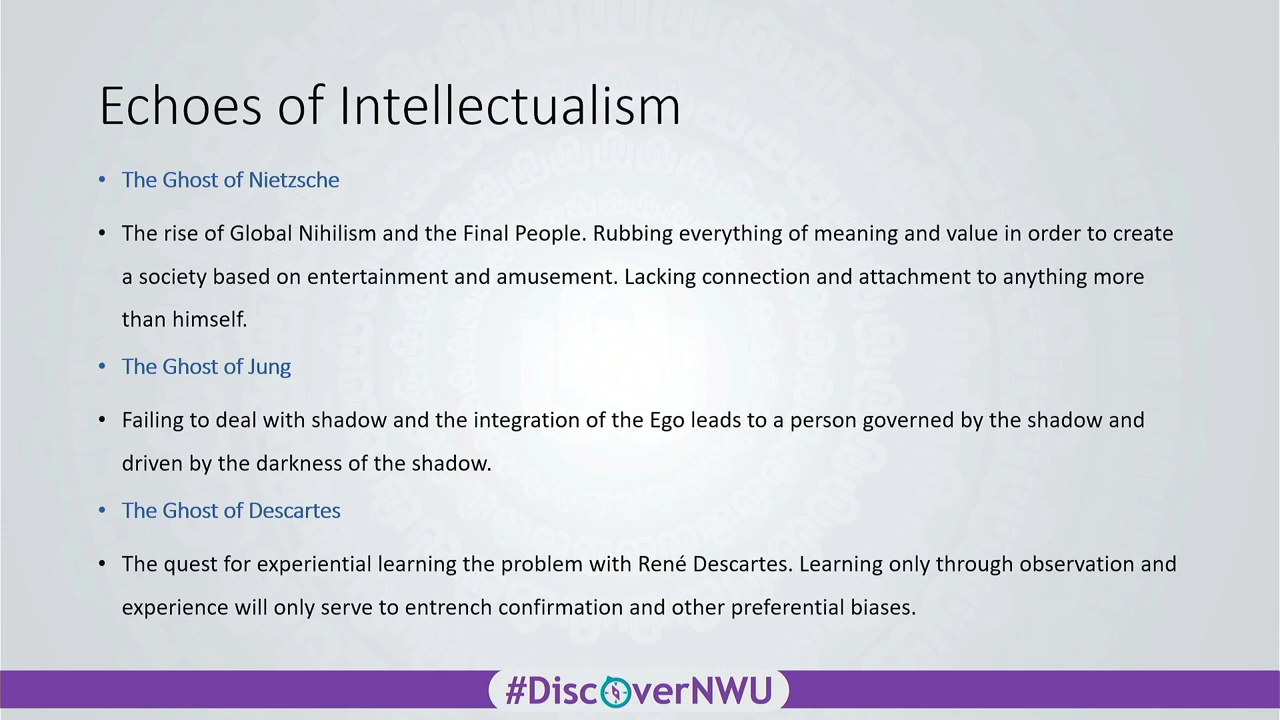 Echoes of Intellectualism
• The Ghost of Nietzsche
• The rise of Global Nihilism and the Final People. Rubbing everything of meaning and value in order to create
a society based on entertainment and amusement. Lacking connection and attachment to anything more
than himself.
• The Ghost of Jung
• Failing to deal with shadow and the integration of the Ego leads to a person governed by the shadow and
driven by the darkness of the shadow.
• The Ghost of Descartes
• The quest for experiential learning the problem with René Descartes. Learning only through observation and
experience will only serve to entrench confirmation and other preferential biases.
#DiscoverNWU